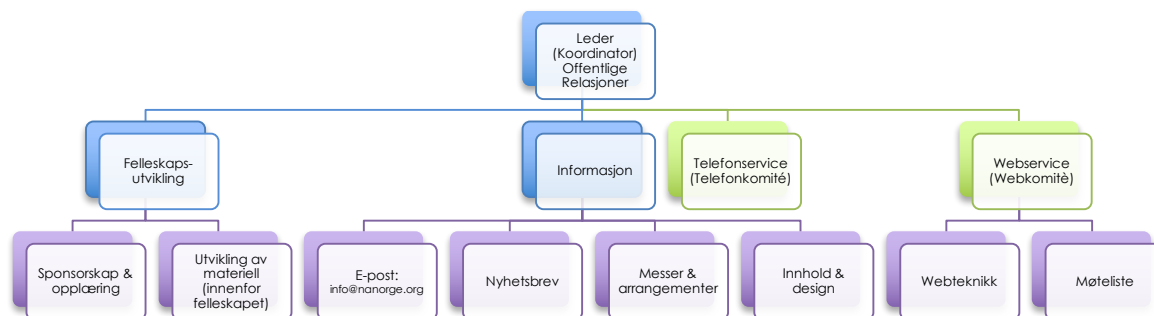 Leder
(Koordinator)
Offentlige
Relasjoner
Felleskaps-
utvikling
Informasjon
Telefonservice
(Telefonkomité)
Webservice
(Webkomitè)
Sponsorskap &
opplæring
Utvikling av
materiell
(innenfor
felleskapet)
E-post:
info@nanorge.org
Nyhetsbrev
Messer &
arrangementer
Innhold &
design
Webteknikk
Møteliste